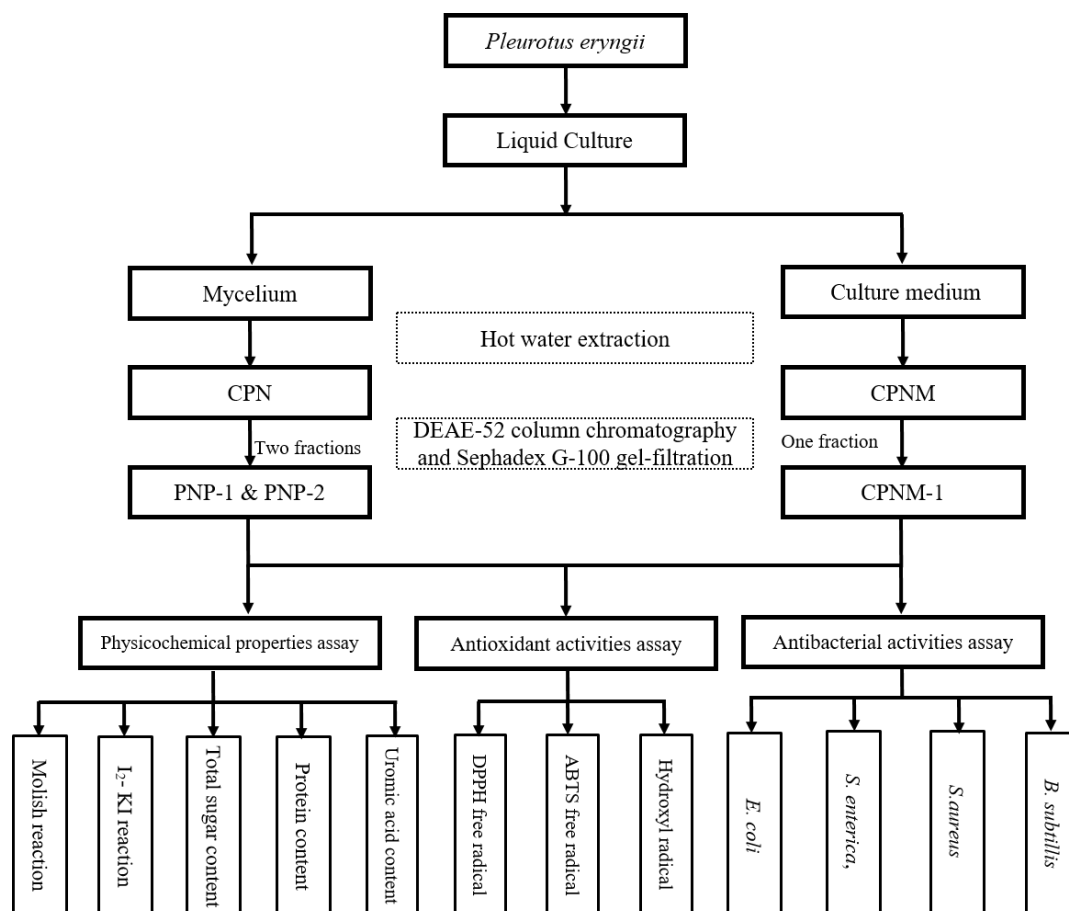 Pleurotus eryngii
Liquid Culture
Mycelium
Culture medium
Hot water extraction
CPN
CPNM
Two fractions
DEAE-52 column chromatography
and Sephadex G-100 gel-filtration
One fraction
PNP-1 & PNP-2
CPNM-1
Physicochemical properties assay
Antioxidant activities assay
Antibacterial activities assay
Molish reaction
I₂- KI reaction
Total sugar content
Protein content
Uromic acid content
DPPH free radical
ABTS free radical
Hydroxyl radical
E. coli
S. enterica,
S.aureus
B. subtillis